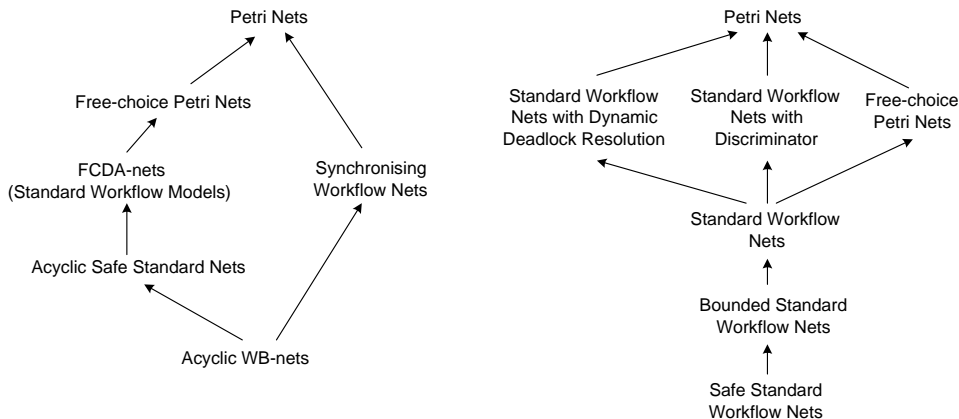 Petri Nets
Free-choice Petri Nets
FCDA-nets
(Standard Workflow Models)
Synchronising
Workflow Nets
Acyclic Safe Standard Nets
Acyclic WB-nets
Petri Nets
Standard Workflow
Nets with Dynamic
Deadlock Resolution
Standard Workflow
Nets with
Discriminator
Free-choice
Petri Nets
Standard Workflow
Nets
Bounded Standard
Workflow Nets
Safe Standard
Workflow Nets